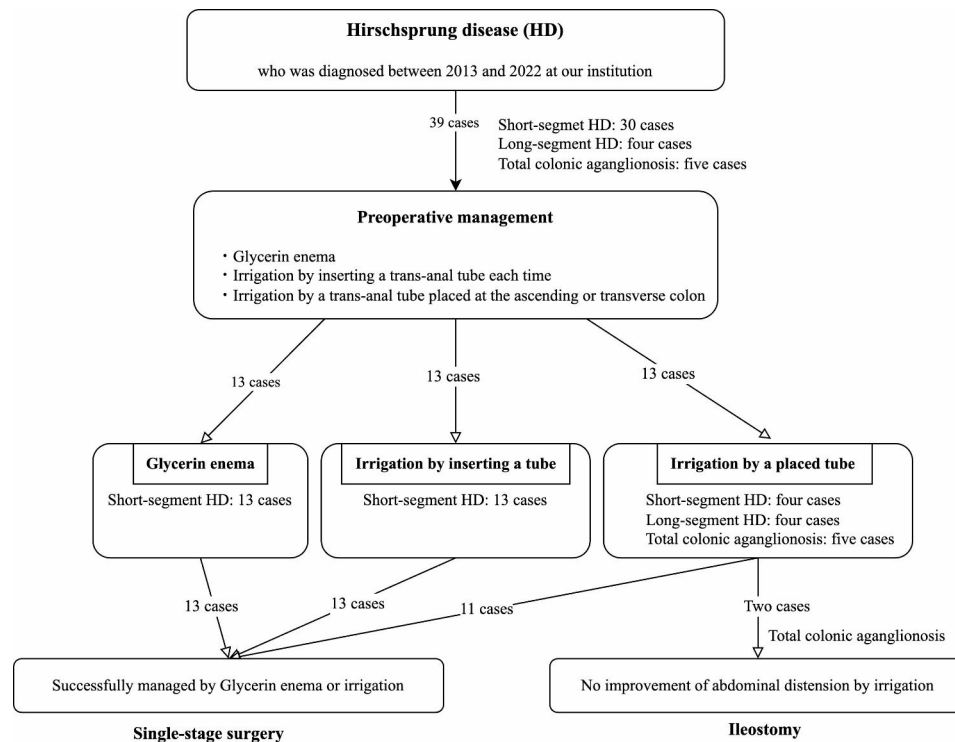 Hirschsprung disease (HD)
who was diagnosed between 2013 and 2022 at our institution
39 cases
Short-segmet HD: 30 cases
Long-segment HD: four cases
Total colonic aganglionosis: five cases
Preoperative management
・Glycerin enema
・Irrigation by inserting a trans-anal tube each time
・Irrigation by a trans-anal tube placed at the ascending or transverse colon
13 cases
13 cases
13 cases
Glycerin enema
Short-segment HD: 13 cases
Irrigation by inserting a tube
Short-segment HD: 13 cases
Irrigation by a placed tube
Short-segment HD: four cases
Long-segment HD: four cases
Total colonic aganglionosis: five cases
13 cases
13 cases
11 cases
Two cases
Total colonic aganglionosis
Successfully managed by Glycerin enema or irrigation
No improvement of abdominal distension by irrigation
Single-stage surgery
Ileostomy